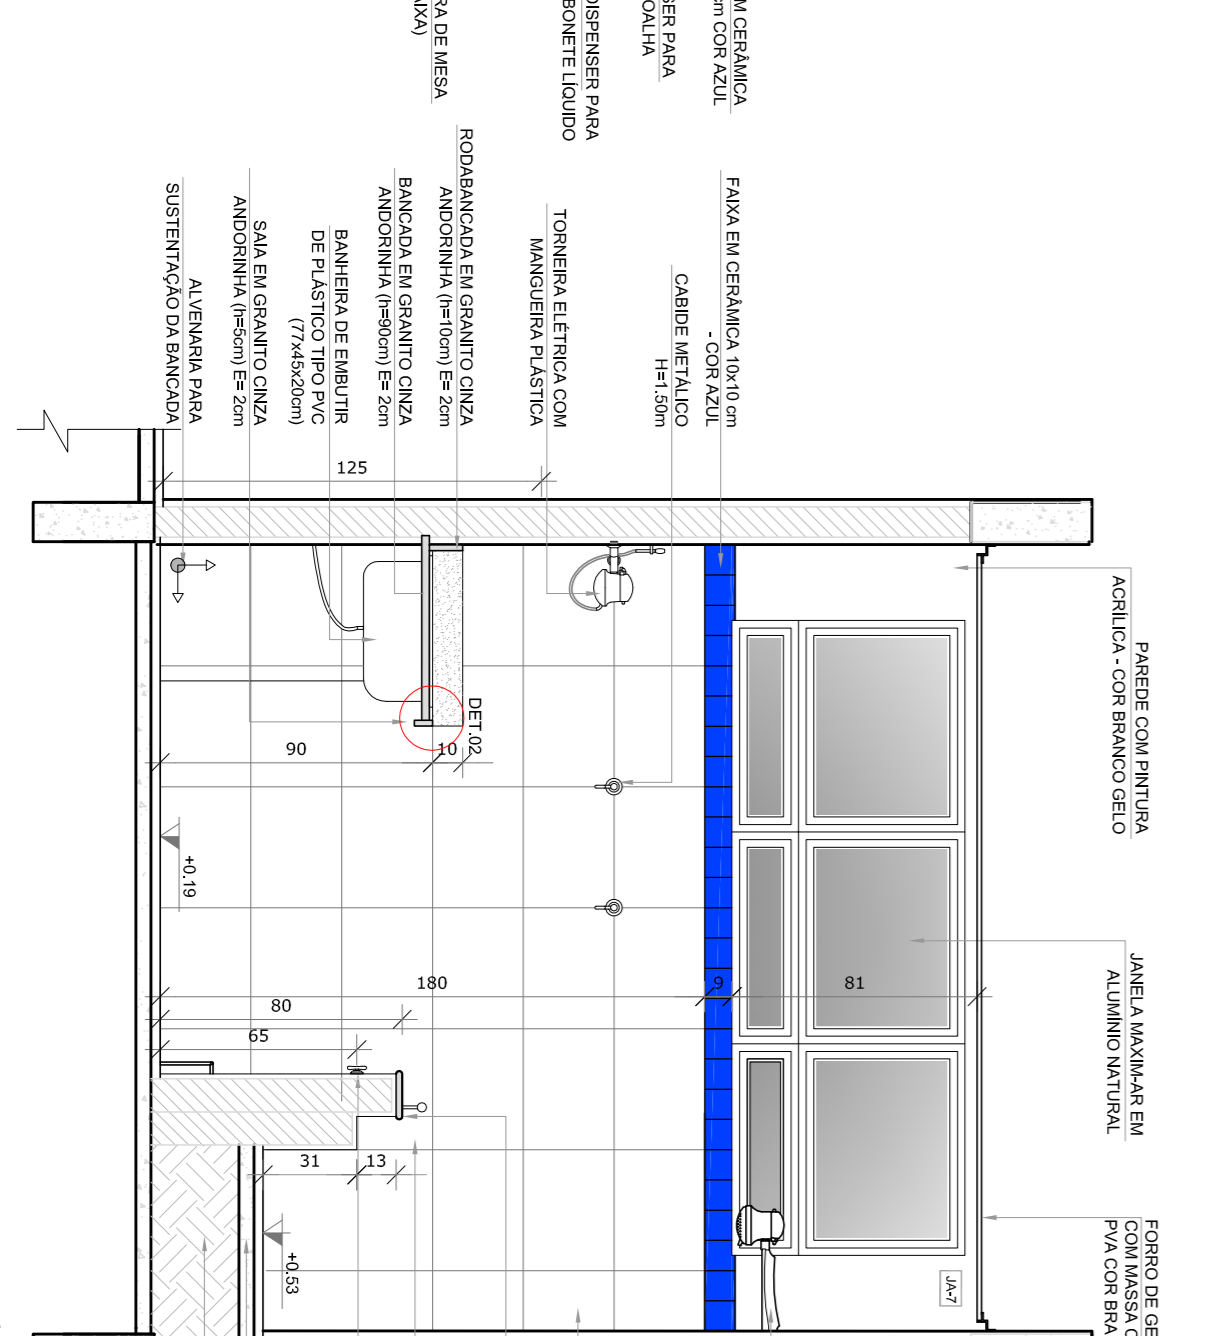 RA DE MESA
IXA)
DISPENSER PARA
BONETE LÍQUIDO
SER PARA
OALHA
M CERÂMICA
cm COR AZUL
FAIXA EM CERÂMICA 10x10 cm
- COR AZUL
CABIDE METÁLICO
H=1.50m
TORNEIRA ELÉTRICA COM
MANGUEIRA PLÁSTICA
RODABANCADA EM GRANITO CINZA
ANDORINHA (h=10cm) E= 2cm
BANCADA EM GRANITO CINZA
ANDORINHA (h=90cm) E= 2cm
BANHEIRA DE EMBUTIR
DE PLÁSTICO TIPO PVC
(77x45x20cm)
SAIA EM GRANITO CINZA
ANDORINHA (h=5cm) E= 2cm
ALVENARIA PARA
SUSTENTAÇÃO DA BANCADA
125
PAREDE COM PINTURA
ACRÍLICA - COR BRANCO GELO
DET.02
90
10
+0.19
JANELA MAXIM-AR EM
ALUMÍNIO NATURAL
180
9
81
80
65
31
13
+0.53
JA-7
FORRO DE GE
COM MASSA C
PVA COR BRA